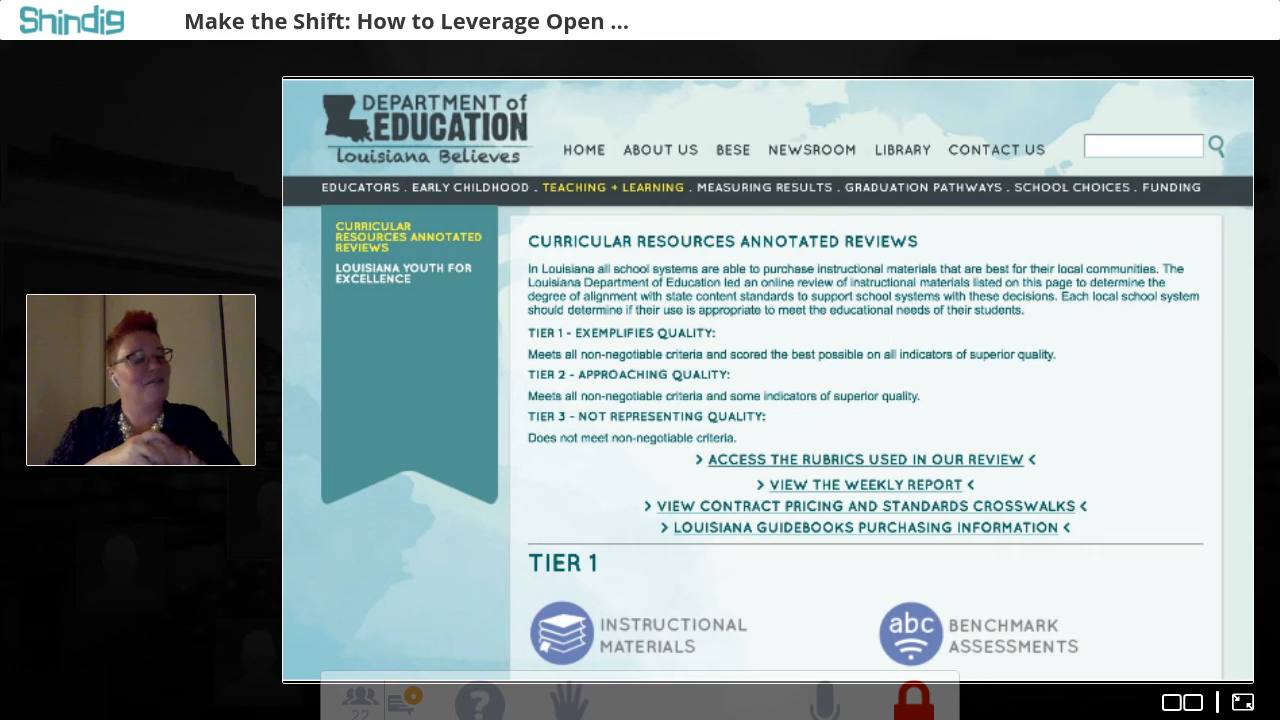 Shindig
Make the Shift: How to Leverage Open ...
DEPARTMENT of
EDUCATION
Louisiana Believes
HOME ABOUT US BESE NEWSROOM LIBRARY CONTACT US
EDUCATORS . EARLY CHILDHOOD . TEACHING + LEARNING . MEASURING RESULTS . GRADUATION PATHWAYS . SCHOOL CHOICES . FUNDING
CURRICULAR
RESOURCES ANNOTATED
REVIEWS
LOUISIANA YOUTH FOR
EXCELLENCE
CURRICULAR RESOURCES ANNOTATED REVIEWS
In Louisiana all school systems are able to purchase instructional materials that are best for their local communities. The
Louisiana Department of Education led an online review of instructional materials listed on this page to determine the
degree of alignment with state content standards to support school systems with these decisions. Each local school system
should determine if their use is appropriate to meet the educational needs of their students.
TIER 1 - EXEMPLIFIES QUALITY:
Meets all non-negotiable criteria and scored the best possible on all indicators of superior quality.
TIER 2 - APPROACHING QUALITY:
Meets all non-negotiable criteria and some indicators of superior quality.
TIER 3 - NOT REPRESENTING QUALITY:
Does not meet non-negotiable criteria.
> ACCESS THE RUBRICS USED IN OUR REVIEW <
> VIEW THE WEEKLY REPORT <
> VIEW CONTRACT PRICING AND STANDARDS CROSSWALKS <
> LOUISIANA GUIDEBOOKS PURCHASING INFORMATION <
TIER 1
INSTRUCTIONAL
MATERIALS
abc
BENCHMARK
ASSESSMENTS
22